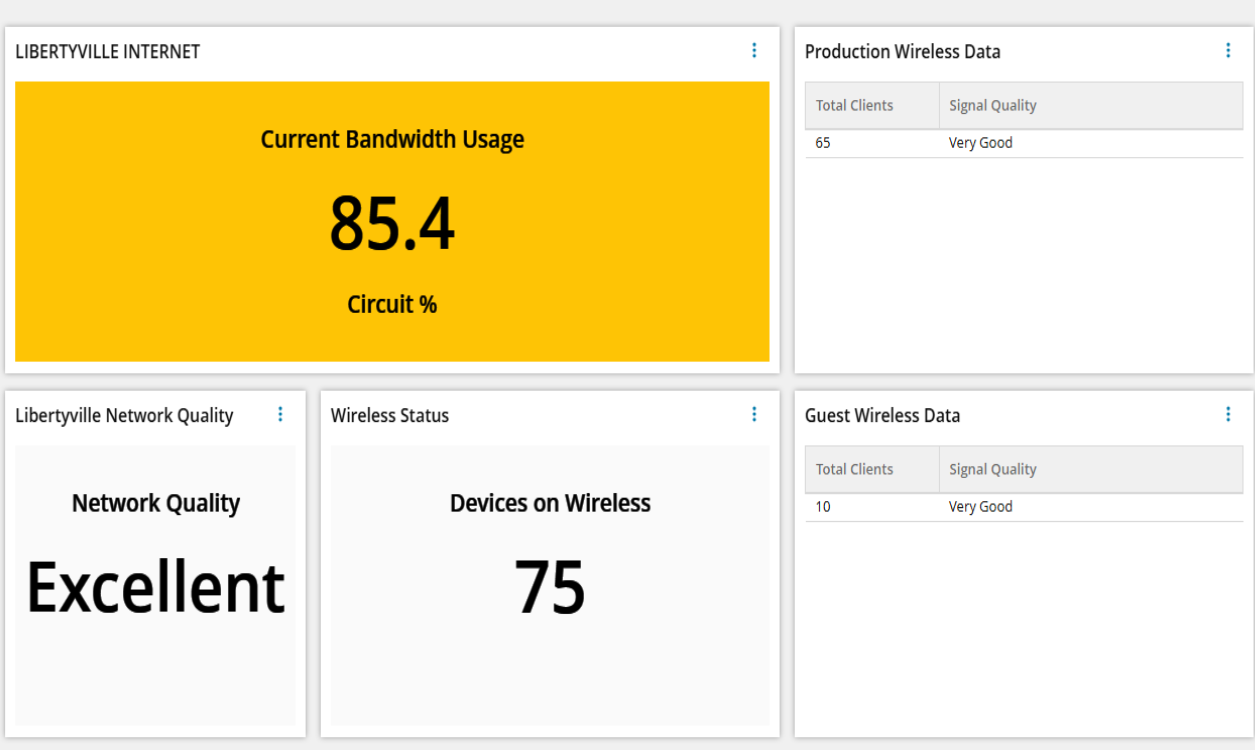 LIBERTYVILLE INTERNET
Current Bandwidth Usage
85.4
Circuit %
Production Wireless Data
Total Clients Signal Quality
65 Very Good
Libertyville Network Quality
Network Quality
Excellent
Wireless Status
Devices on Wireless
75
Guest Wireless Data
Total Clients Signal Quality
10 Very Good